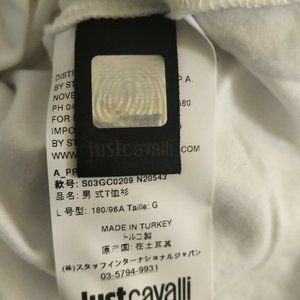 DISTR
P.A.
BY ST
NOVE
PH 04
680
FOR
IMPO
BY ST
justcavalli
A_PR
款号: S03GC0209 N20543
品名: 男 式T恤衫
L 号型: 180/96A Taille: G
MADE IN TURKEY
トルコ製
原产国: 在土耳其
(株)スタッフインターナショナルジャパン
03-5794-9931
justcavalli